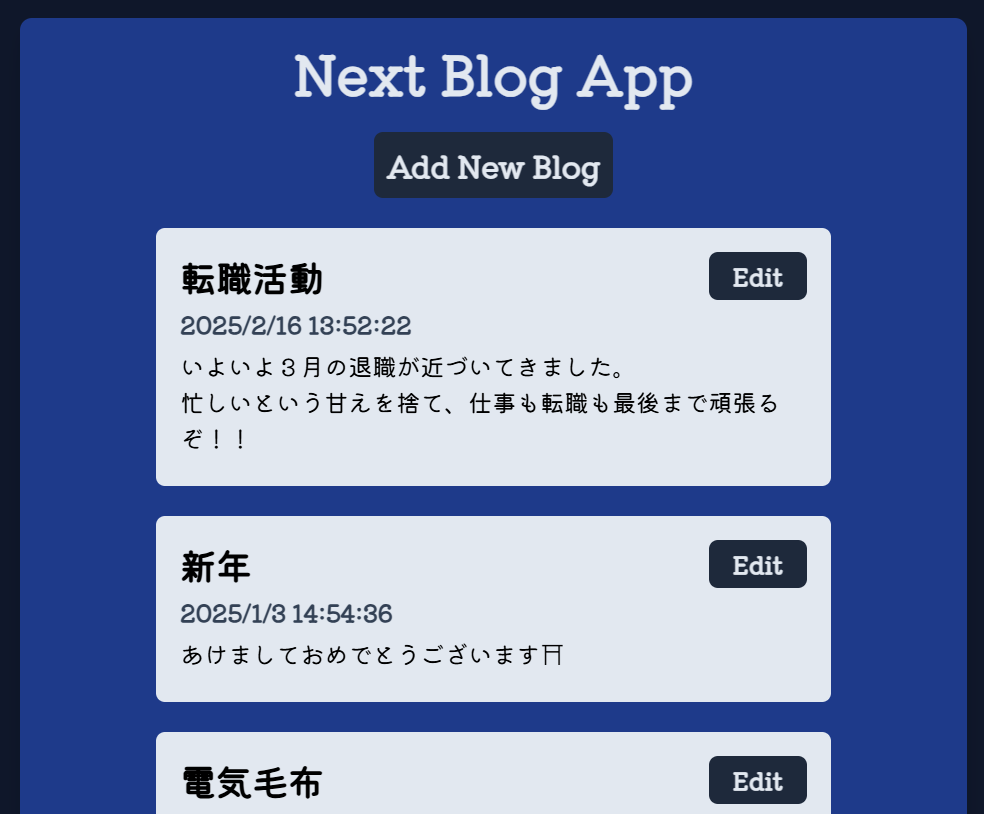 Next Blog App
Add New Blog
転職活動
Edit
2025/2/16 13:52:22
いよいよ３月の退職が近づいてきました。
忙しいという甘えを捨て、仕事も転職も最後まで頑張る
ぞ！！
新年
Edit
2025/1/3 14:54:36
あけましておめでとうございます⛩
電気毛布
Edit